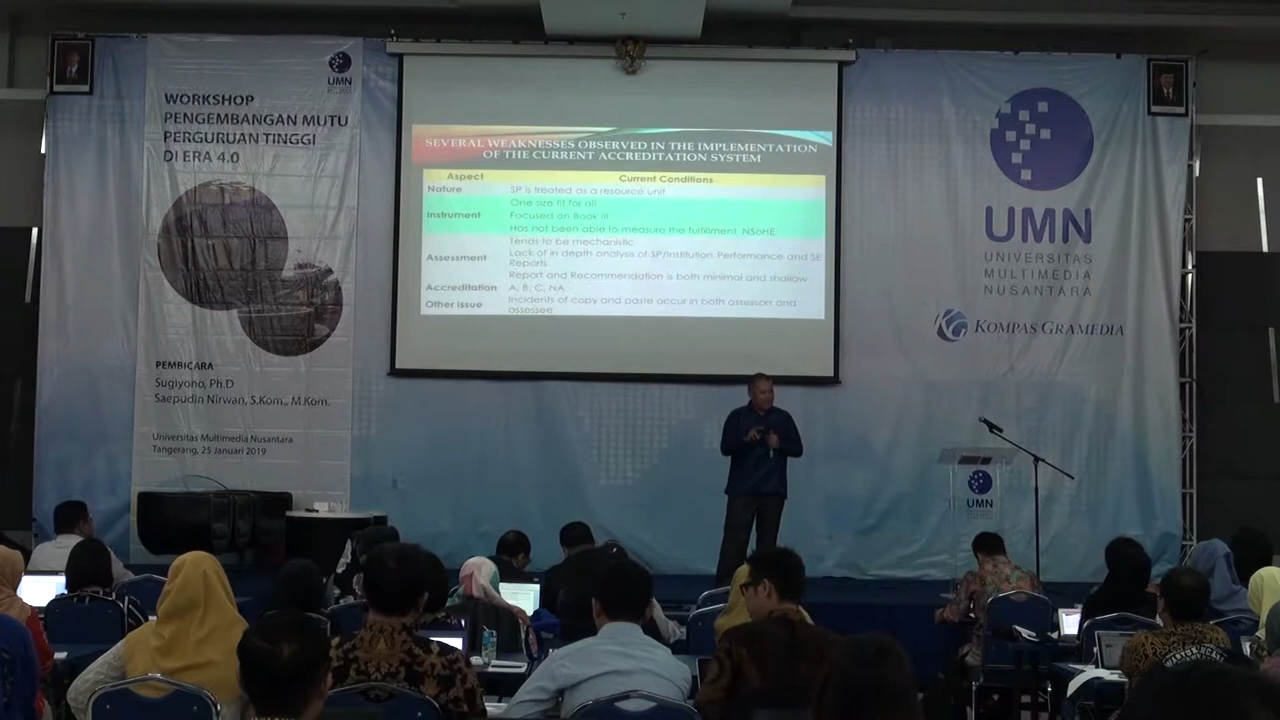 UMN
WORKSHOP
PENGEMBANGAN MUTU
PERGURUAN TINGGI
DI ERA 4.0
PEMBICARA
Sugiyono, Ph.D
Saepudin Nirwan, S.Kom., M.Kom.
Universitas Multimedia Nusantara
Tangerang, 25 Januari 2019
SEVERAL WEAKNESSES OBSERVED IN THE IMPLEMENTATION
OF THE CURRENT ACCREDITATION SYSTEM
Aspect Current Conditions
Nature SP is treated as a resource unit
One size fit for all
Instrument Focused on Book III
Has not been able to measure the fulfillment NSoHE
Tends to be mechanistic
Assessment Lack of in depth analysis of SP/Institution Performance and SE
Reports
Report and Recommendation is both minimal and shallow
Accreditation A, B, C, NA
Other issue Incidents of copy and paste occur in both assessors and
assessee
UMN
UNIVERSITAS
MULTIMEDIA
NUSANTARA
KOMPAS GRAMEDIA
UMN